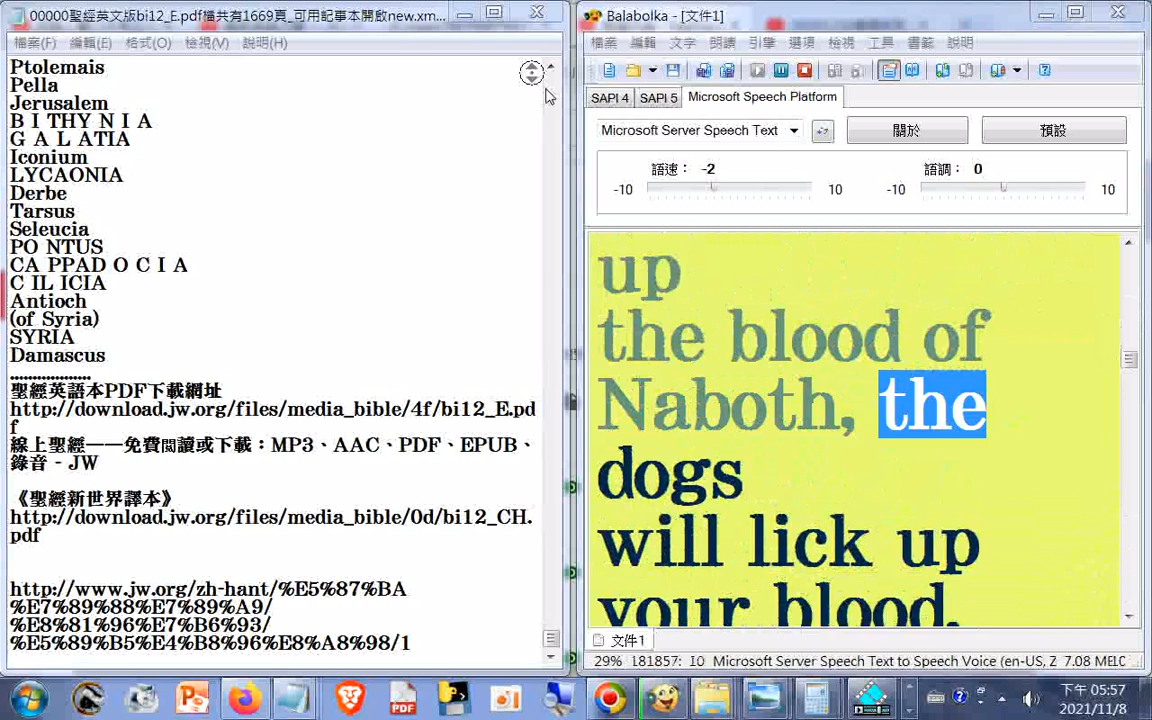 00000聖經英文版bi12_E.pdf檔共有1669頁_可用記事本開啟new.xm...
檔案(F) 編輯(E) 格式(O) 檢視(V) 說明(H)
Ptolemais
Pella
Jerusalem
B I THY N I A
G A L ATIA
Iconium
LYCAONIA
Derbe
Tarsus
Seleucia
PO NTUS
CA PPAD O C I A
C IL ICIA
Antioch
(of Syria)
SYRIA
Damascus
..................
聖經英語本PDF下載網址
http://download.jw.org/files/media_bible/4f/bi12_E.pd
f
線上聖經——免費閱讀或下載：MP3、AAC、PDF、EPUB、
錄音 - JW
《聖經新世界譯本》
http://download.jw.org/files/media_bible/0d/bi12_CH.
pdf
http://www.jw.org/zh-hant/%E5%87%BA
%E7%89%88%E7%89%A9/
%E8%81%96%E7%B6%93/
%E5%89%B5%E4%B8%96%E8%A8%98/1
Balabolka - [文件1]
檔案 編輯 文字 朗讀 引擎 選項 檢視 工具 書籤 說明
SAPI 4 SAPI 5 Microsoft Speech Platform
Microsoft Server Speech Text 關於 預設
語速： -2 語調： 0
-10 10 -10 10
up
the blood of
Naboth, the
dogs
will lick up
your blood.
文件1
29% 181857: 10 Microsoft Server Speech Text to Speech Voice (en-US, Z 7.08 MELC
PDF
下午 05:57
2021/11/8